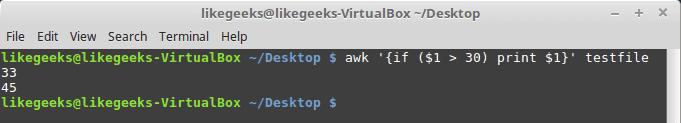 likegeeks@likegeeks-VirtualBox ~/Desktop
File Edit View Search Terminal Help
likegeeks@likegeeks-VirtualBox ~/Desktop $ awk '{if ($1 > 30) print $1}' testfile
33
45
likegeeks@likegeeks-VirtualBox ~/Desktop $